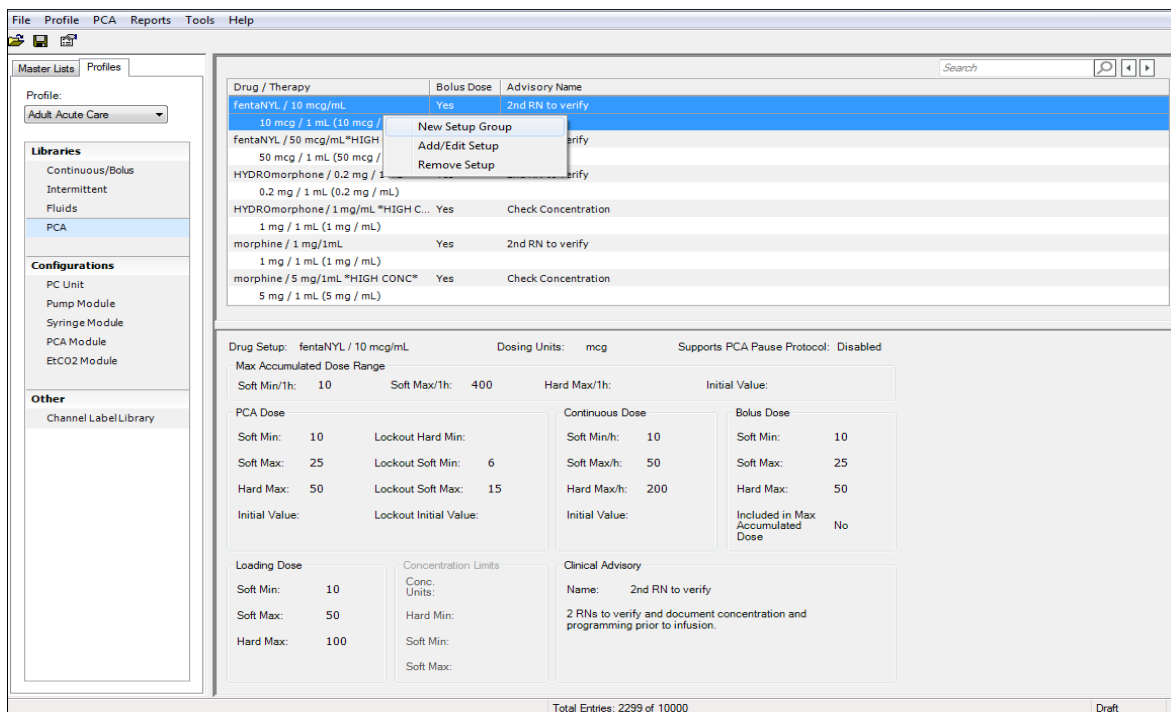 File Profile PCA Reports Tools Help
Master Lists Profiles
Profile:
Adult Acute Care
Libraries
Continuous/Bolus
Intermittent
Fluids
PCA
Configurations
PC Unit
Pump Module
Syringe Module
PCA Module
EtCO2 Module
Other
Channel Label Library
Search
Drug / Therapy Bolus Dose Advisory Name
fentaNYL / 10 mcg/mL Yes 2nd RN to verify
10 mcg / 1 mL (10 mcg /
New Setup Group
Add/Edit Setup
Remove Setup
fentaNYL / 50 mcg/mL*HIGH erify
50 mcg / 1 mL (50 mcg /
HYDROmorphone / 0.2 mg / 1 erify
0.2 mg / 1 mL (0.2 mg / mL)
HYDROmorphone / 1 mg/mL *HIGH C... Yes Check Concentration
1 mg / 1 mL (1 mg / mL)
morphine / 1 mg/1mL Yes 2nd RN to verify
1 mg / 1 mL (1 mg / mL)
morphine / 5 mg/1mL *HIGH CONC* Yes Check Concentration
5 mg / 1 mL (5 mg / mL)
Drug Setup: fentaNYL / 10 mcg/mL Dosing Units: mcg Supports PCA Pause Protocol: Disabled
Max Accumulated Dose Range
Soft Min/1h: 10 Soft Max/1h: 400 Hard Max/1h: Initial Value:
PCA Dose
Soft Min: 10 Lockout Hard Min:
Soft Max: 25 Lockout Soft Min: 6
Hard Max: 50 Lockout Soft Max: 15
Initial Value: Lockout Initial Value:
Continuous Dose
Soft Min/h: 10
Soft Max/h: 50
Hard Max/h: 200
Initial Value:
Bolus Dose
Soft Min: 10
Soft Max: 25
Hard Max: 50
Included in Max
Accumulated No
Dose
Loading Dose
Soft Min: 10
Soft Max: 50
Hard Max: 100
Concentration Limits
Conc.
Units:
Hard Min:
Soft Min:
Soft Max:
Clinical Advisory
Name: 2nd RN to verify
2 RNs to verify and document concentration and
programming prior to infusion.
Total Entries: 2299 of 10000 Draft